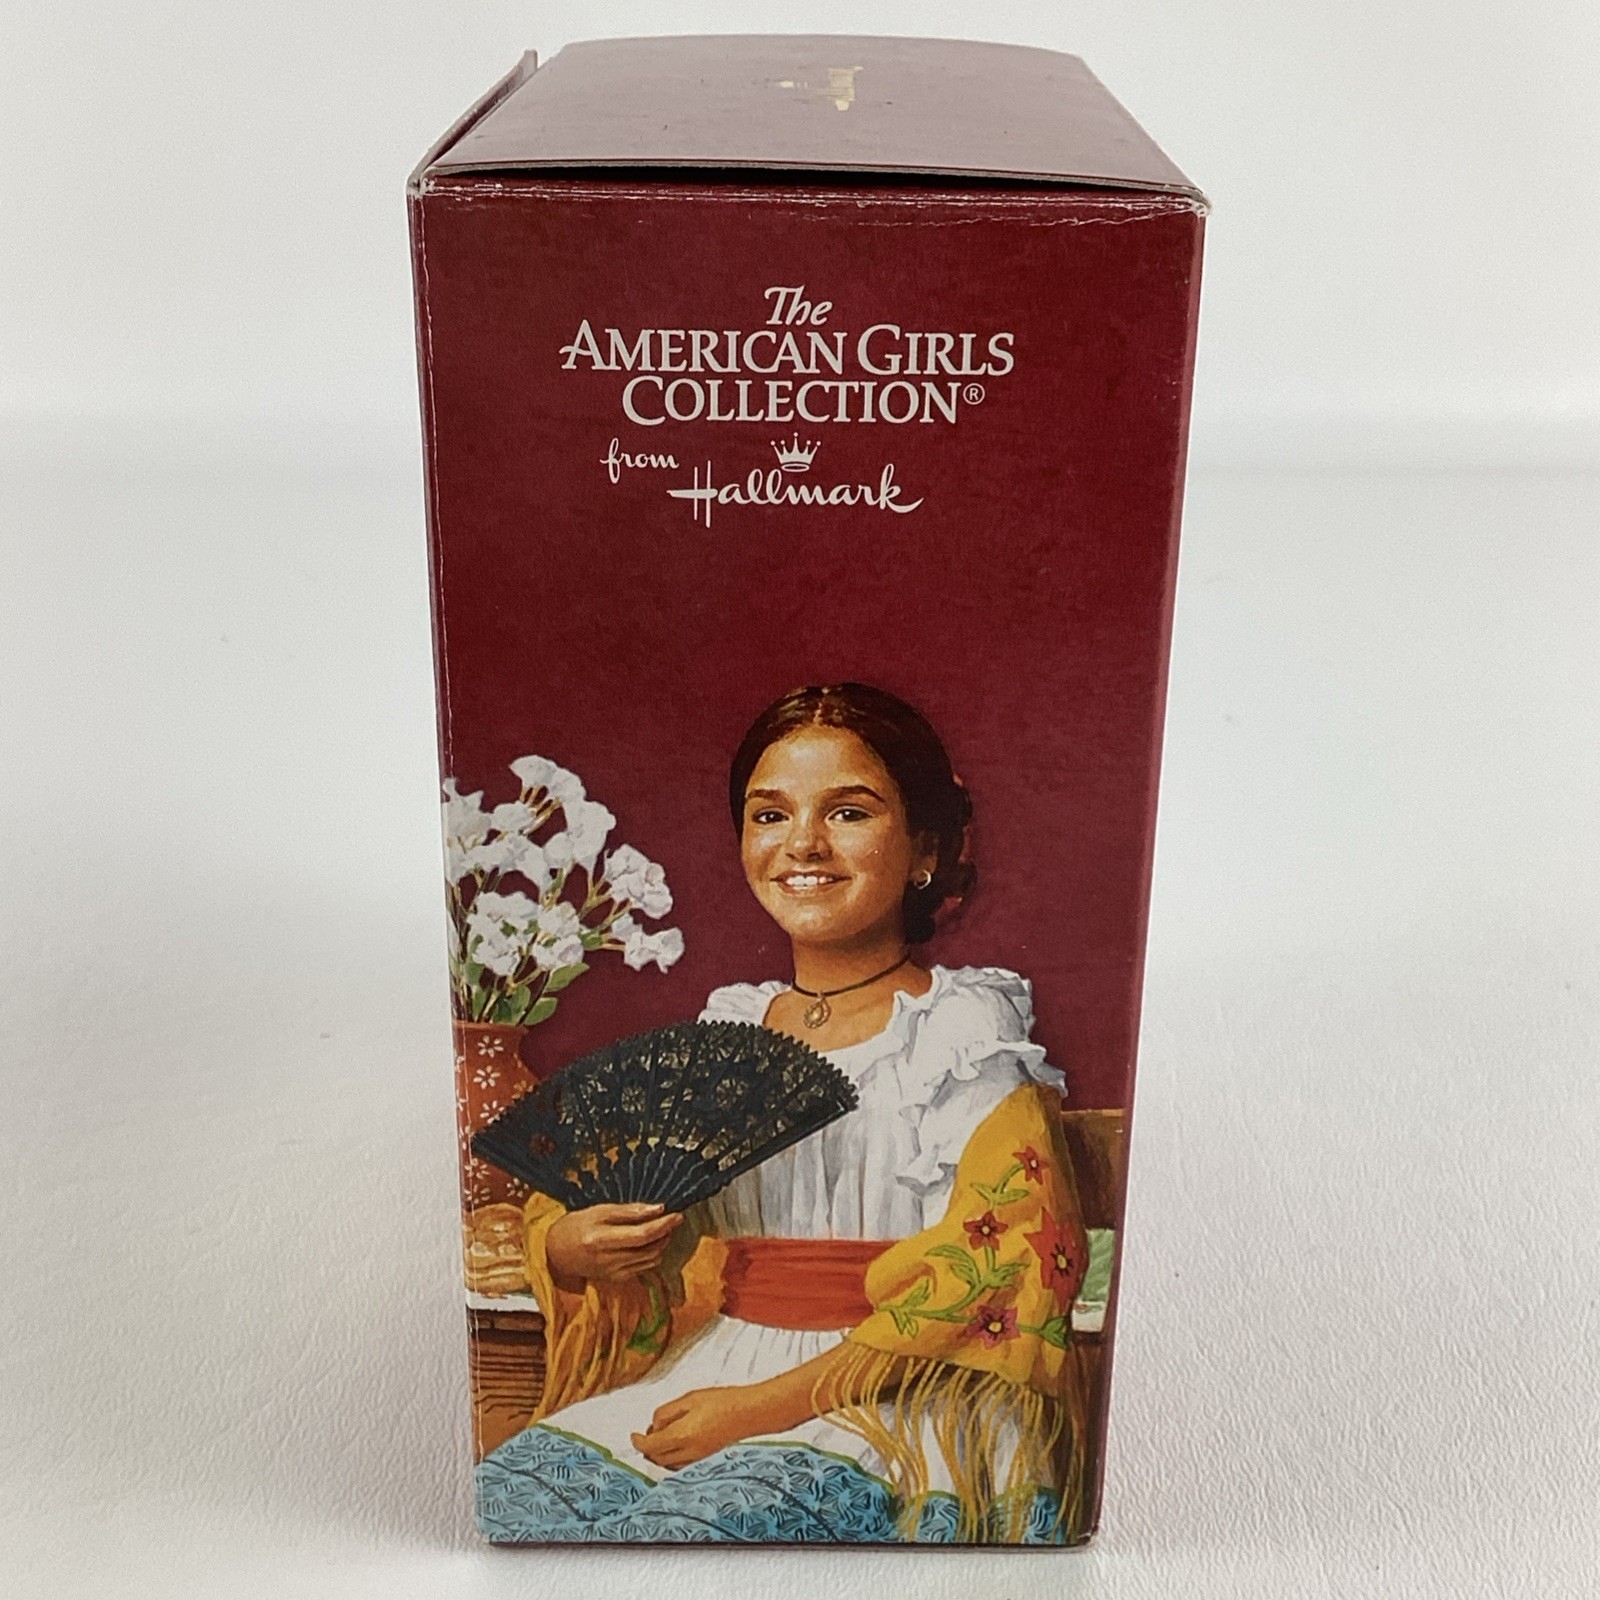 The
AMERICAN GIRLS
COLLECTION®
from
Hallmark